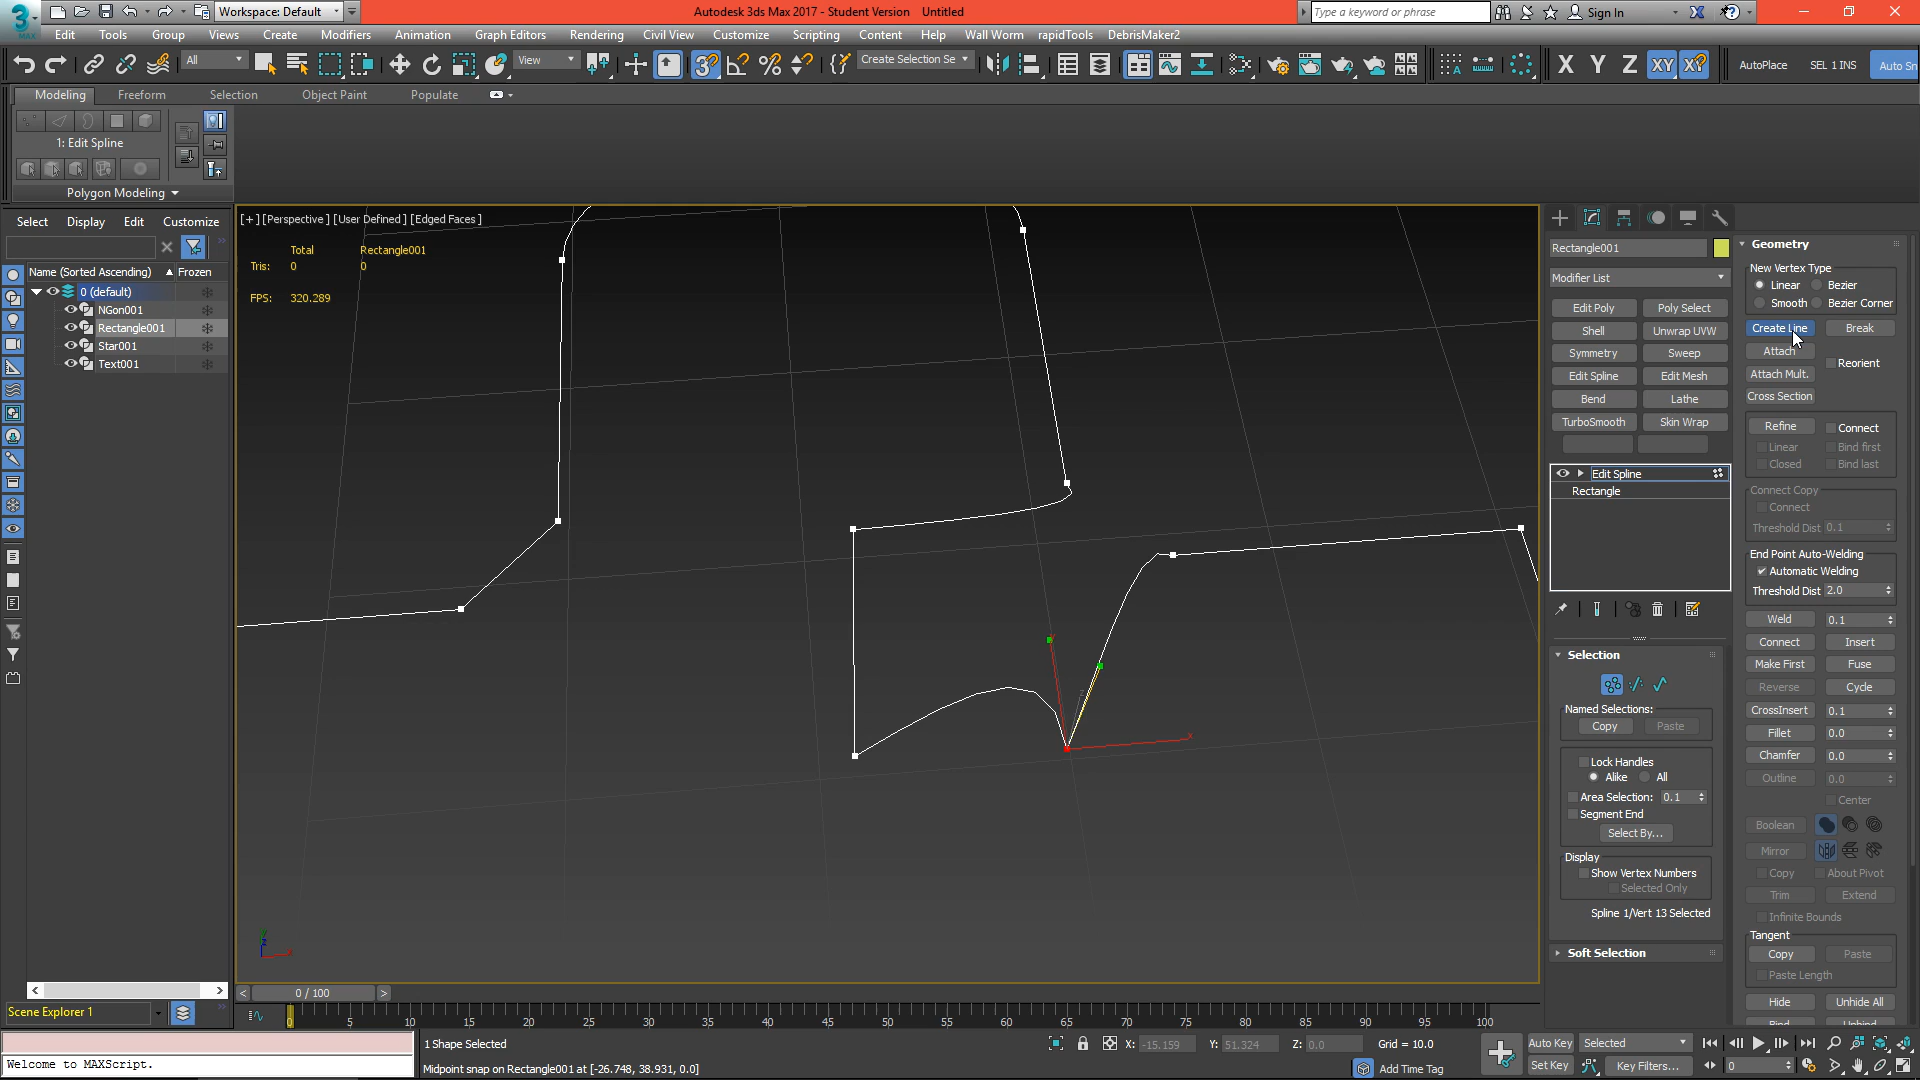 Workspace: Default
Autodesk 3ds Max 2017 - Student Version Untitled
Type a keyword or phrase
Sign In
MAX
Edit Tools Group Views Create Modifiers Animation Graph Editors Rendering Civil View Customize Scripting Content Help Wall Worm rapidTools DebrisMaker2
All View Create Selection Se X Y Z XY XY AutoPlace SEL 1 INS Auto Sn
Modeling Freeform Selection Object Paint Populate
1: Edit Spline
Polygon Modeling
Select Display Edit Customize
Name (Sorted Ascending) Frozen
0 (default)
NGon001
Rectangle001
Star001
Text001
[+] [Perspective] [User Defined] [Edged Faces]
Total Rectangle001
Tris: 0 0
FPS: 320.289
Rectangle001
Modifier List
Edit Poly Poly Select
Shell Unwrap UVW
Symmetry Sweep
Edit Spline Edit Mesh
Bend Lathe
TurboSmooth Skin Wrap
Edit Spline
Rectangle
Selection
Named Selections:
Copy Paste
Lock Handles
Alike All
Area Selection: 0.1
Segment End
Select By...
Display
Show Vertex Numbers
Selected Only
Spline 1/Vert 13 Selected
Soft Selection
Geometry
New Vertex Type
Linear Bezier
Smooth Bezier Corner
Create Line Break
Attach
Reorient
Attach Mult.
Cross Section
Refine Connect
Linear Bind first
Closed Bind last
Connect Copy
Connect
Threshold Dist 0.1
End Point Auto-Welding
Automatic Welding
Threshold Dist 2.0
Weld 0.1
Connect Insert
Make First Fuse
Reverse Cycle
CrossInsert 0.1
Fillet 0.0
Chamfer 0.0
Outline 0.0
Center
Boolean
Mirror
Copy About Pivot
Trim Extend
Infinite Bounds
Tangent
Copy Paste
Paste Length
Hide Unhide All
Bind Unbind
0 / 100
Scene Explorer 1
0 5 10 15 20 25 30 35 40 45 50 55 60 65 70 75 80 85 90 95 100
1 Shape Selected
X: -15.159 Y: 51.324 Z: 0.0 Grid = 10.0
Auto Key Selected
Welcome to MAXScript.
Midpoint snap on Rectangle001 at [-26.748, 38.931, 0.0]
Add Time Tag
Set Key Key Filters... 0